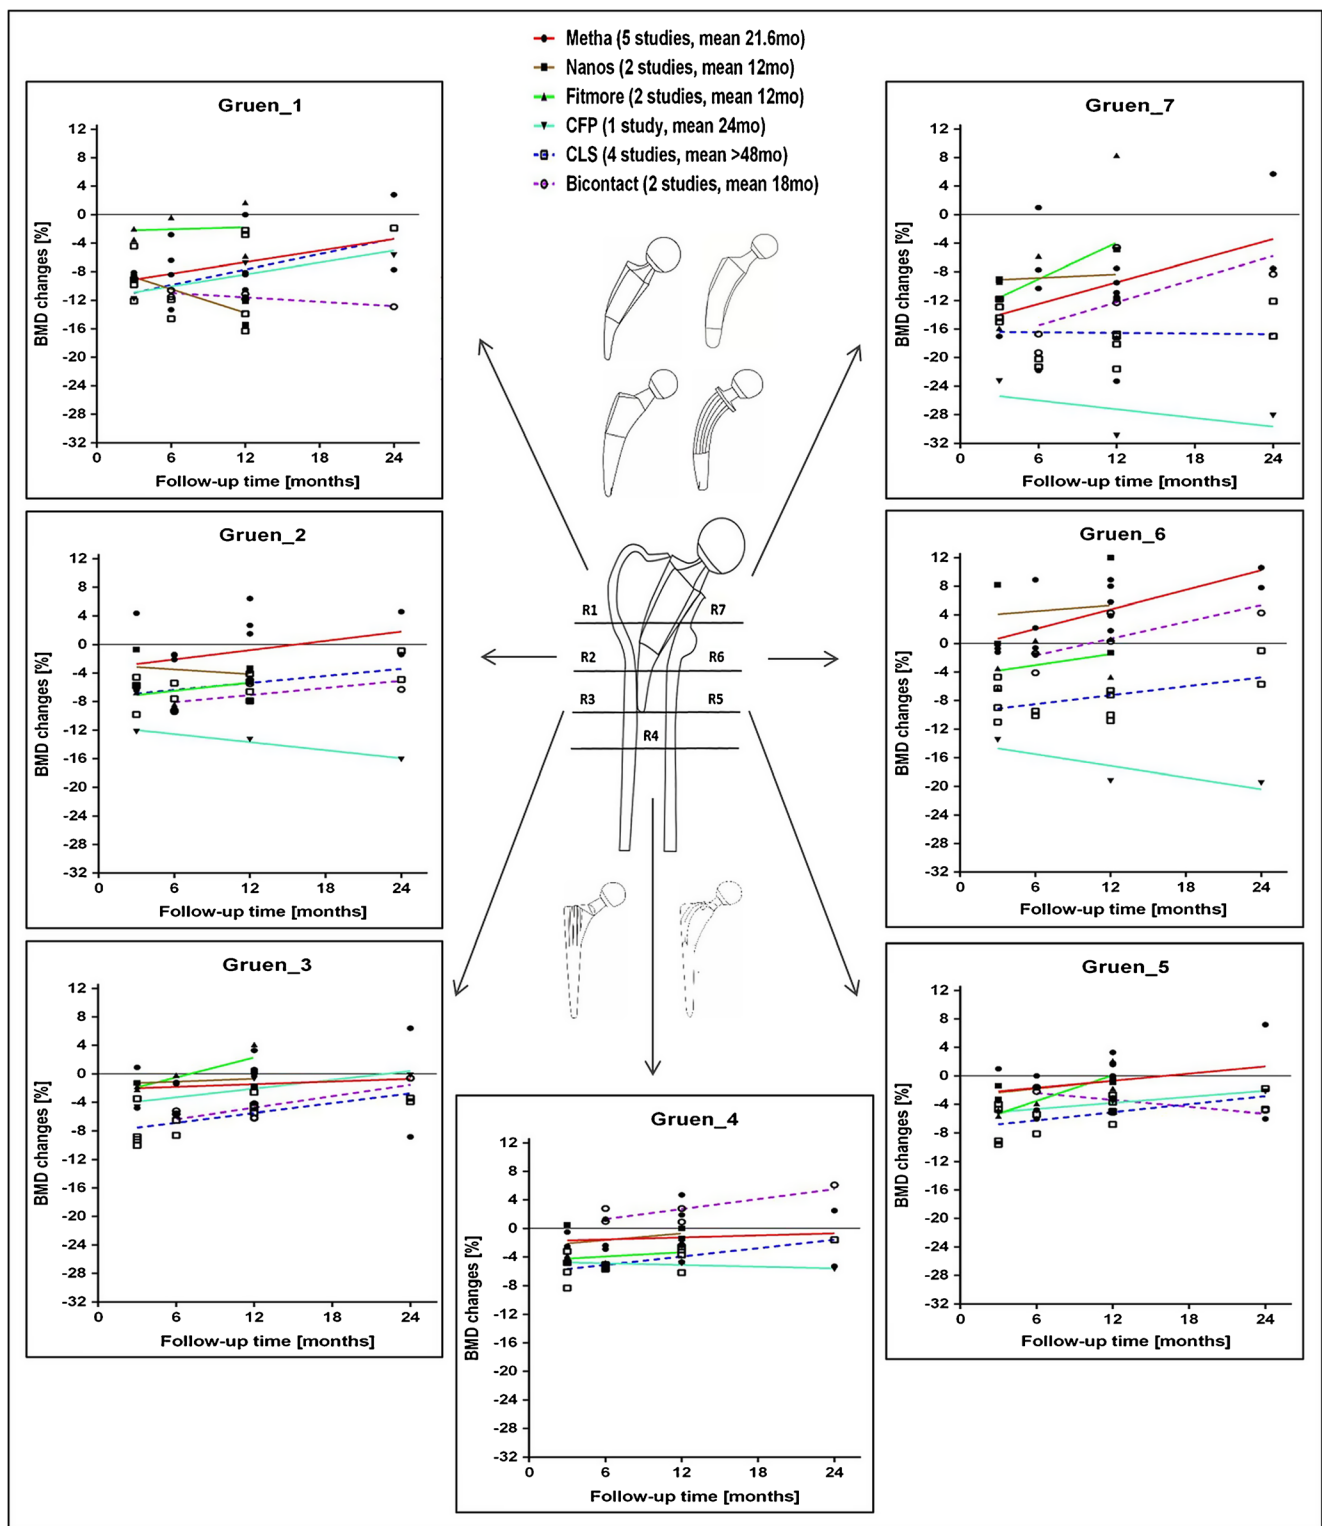 Metha (5 studies, mean 21.6mo)
Nanos (2 studies, mean 12mo)
Fitmore (2 studies, mean 12mo)
CFP (1 study, mean 24mo)
CLS (4 studies, mean >48mo)
Bicontact (2 studies, mean 18mo)
Gruen_1
12
8
4
0
-4
-8
-12
-16
-20
-24
-28
-32
BMD changes [%]
0 6 12 18 24
Follow-up time [months]
Gruen_7
12
8
4
0
-4
-8
-12
-16
-20
-24
-28
-32
BMD changes [%]
0 6 12 18 24
Follow-up time [months]
Gruen_2
12
8
4
0
-4
-8
-12
-16
-20
-24
-28
-32
BMD changes [%]
0 6 12 18 24
Follow-up time [months]
R1 R7
R2 R6
R3 R5
R4
Gruen_6
12
8
4
0
-4
-8
-12
-16
-20
-24
-28
-32
BMD changes [%]
0 6 12 18 24
Follow-up time [months]
Gruen_3
12
8
4
0
-4
-8
-12
-16
-20
-24
-28
-32
BMD changes [%]
0 6 12 18 24
Follow-up time [months]
Gruen_4
12
8
4
0
-4
-8
-12
-16
-20
-24
-28
-32
BMD changes [%]
0 6 12 18 24
Follow-up time [months]
Gruen_5
12
8
4
0
-4
-8
-12
-16
-20
-24
-28
-32
BMD changes [%]
0 6 12 18 24
Follow-up time [months]